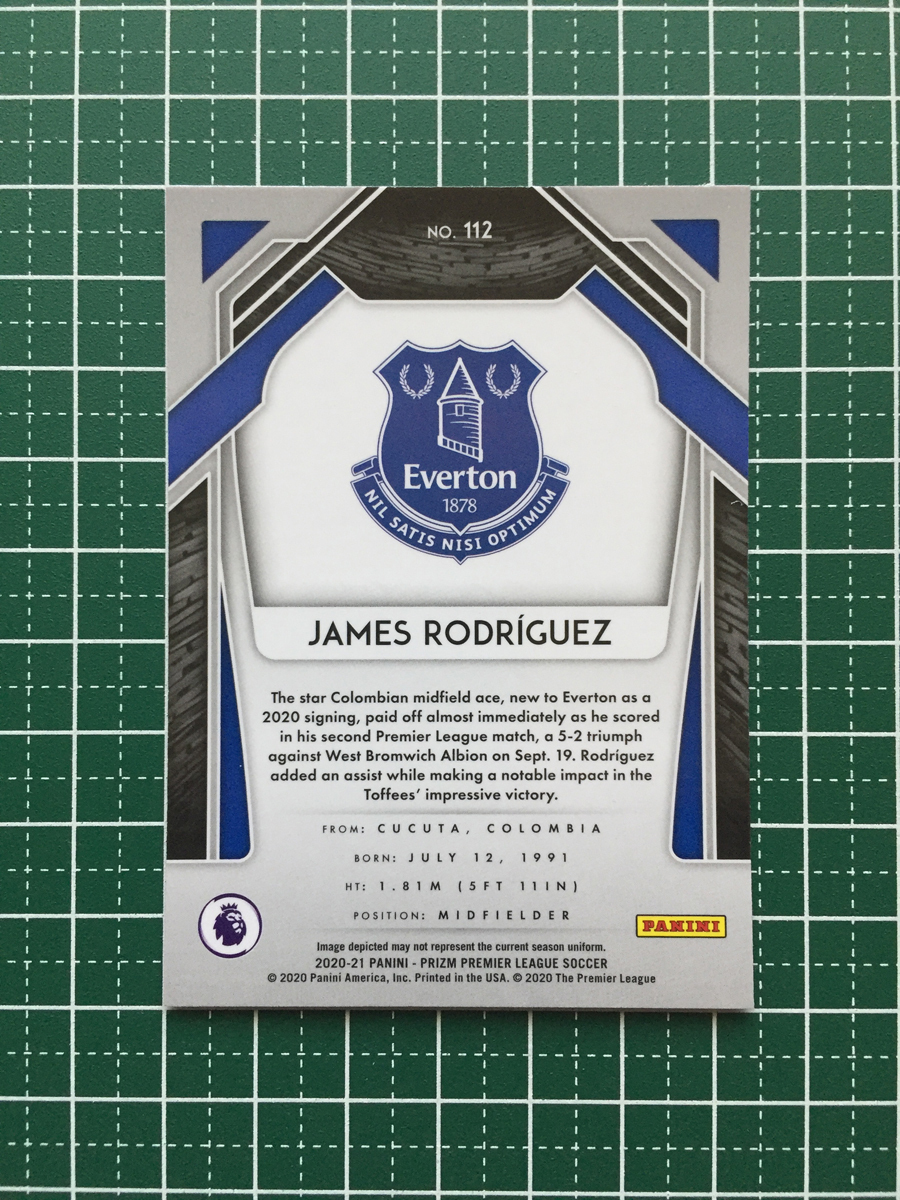 NO. 112
Everton
1878
NIL SATIS NISI OPTIMUM
JAMES RODRÍGUEZ
The star Colombian midfield ace, new to Everton as a
2020 signing, paid off almost immediately as he scored
in his second Premier League match, a 5-2 triumph
against West Bromwich Albion on Sept. 19. Rodríguez
added an assist while making a notable impact in the
Toffees' impressive victory.
FROM: CUCUTA, COLOMBIA
BORN: JULY 12, 1991
HT: 1.81M (5FT 11IN)
POSITION: MIDFIELDER
PANINI
Image depicted may not represent the current season uniform.
2020-21 PANINI - PRIZM PREMIER LEAGUE SOCCER
© 2020 Panini America, Inc. Printed in the USA. © 2020 The Premier League